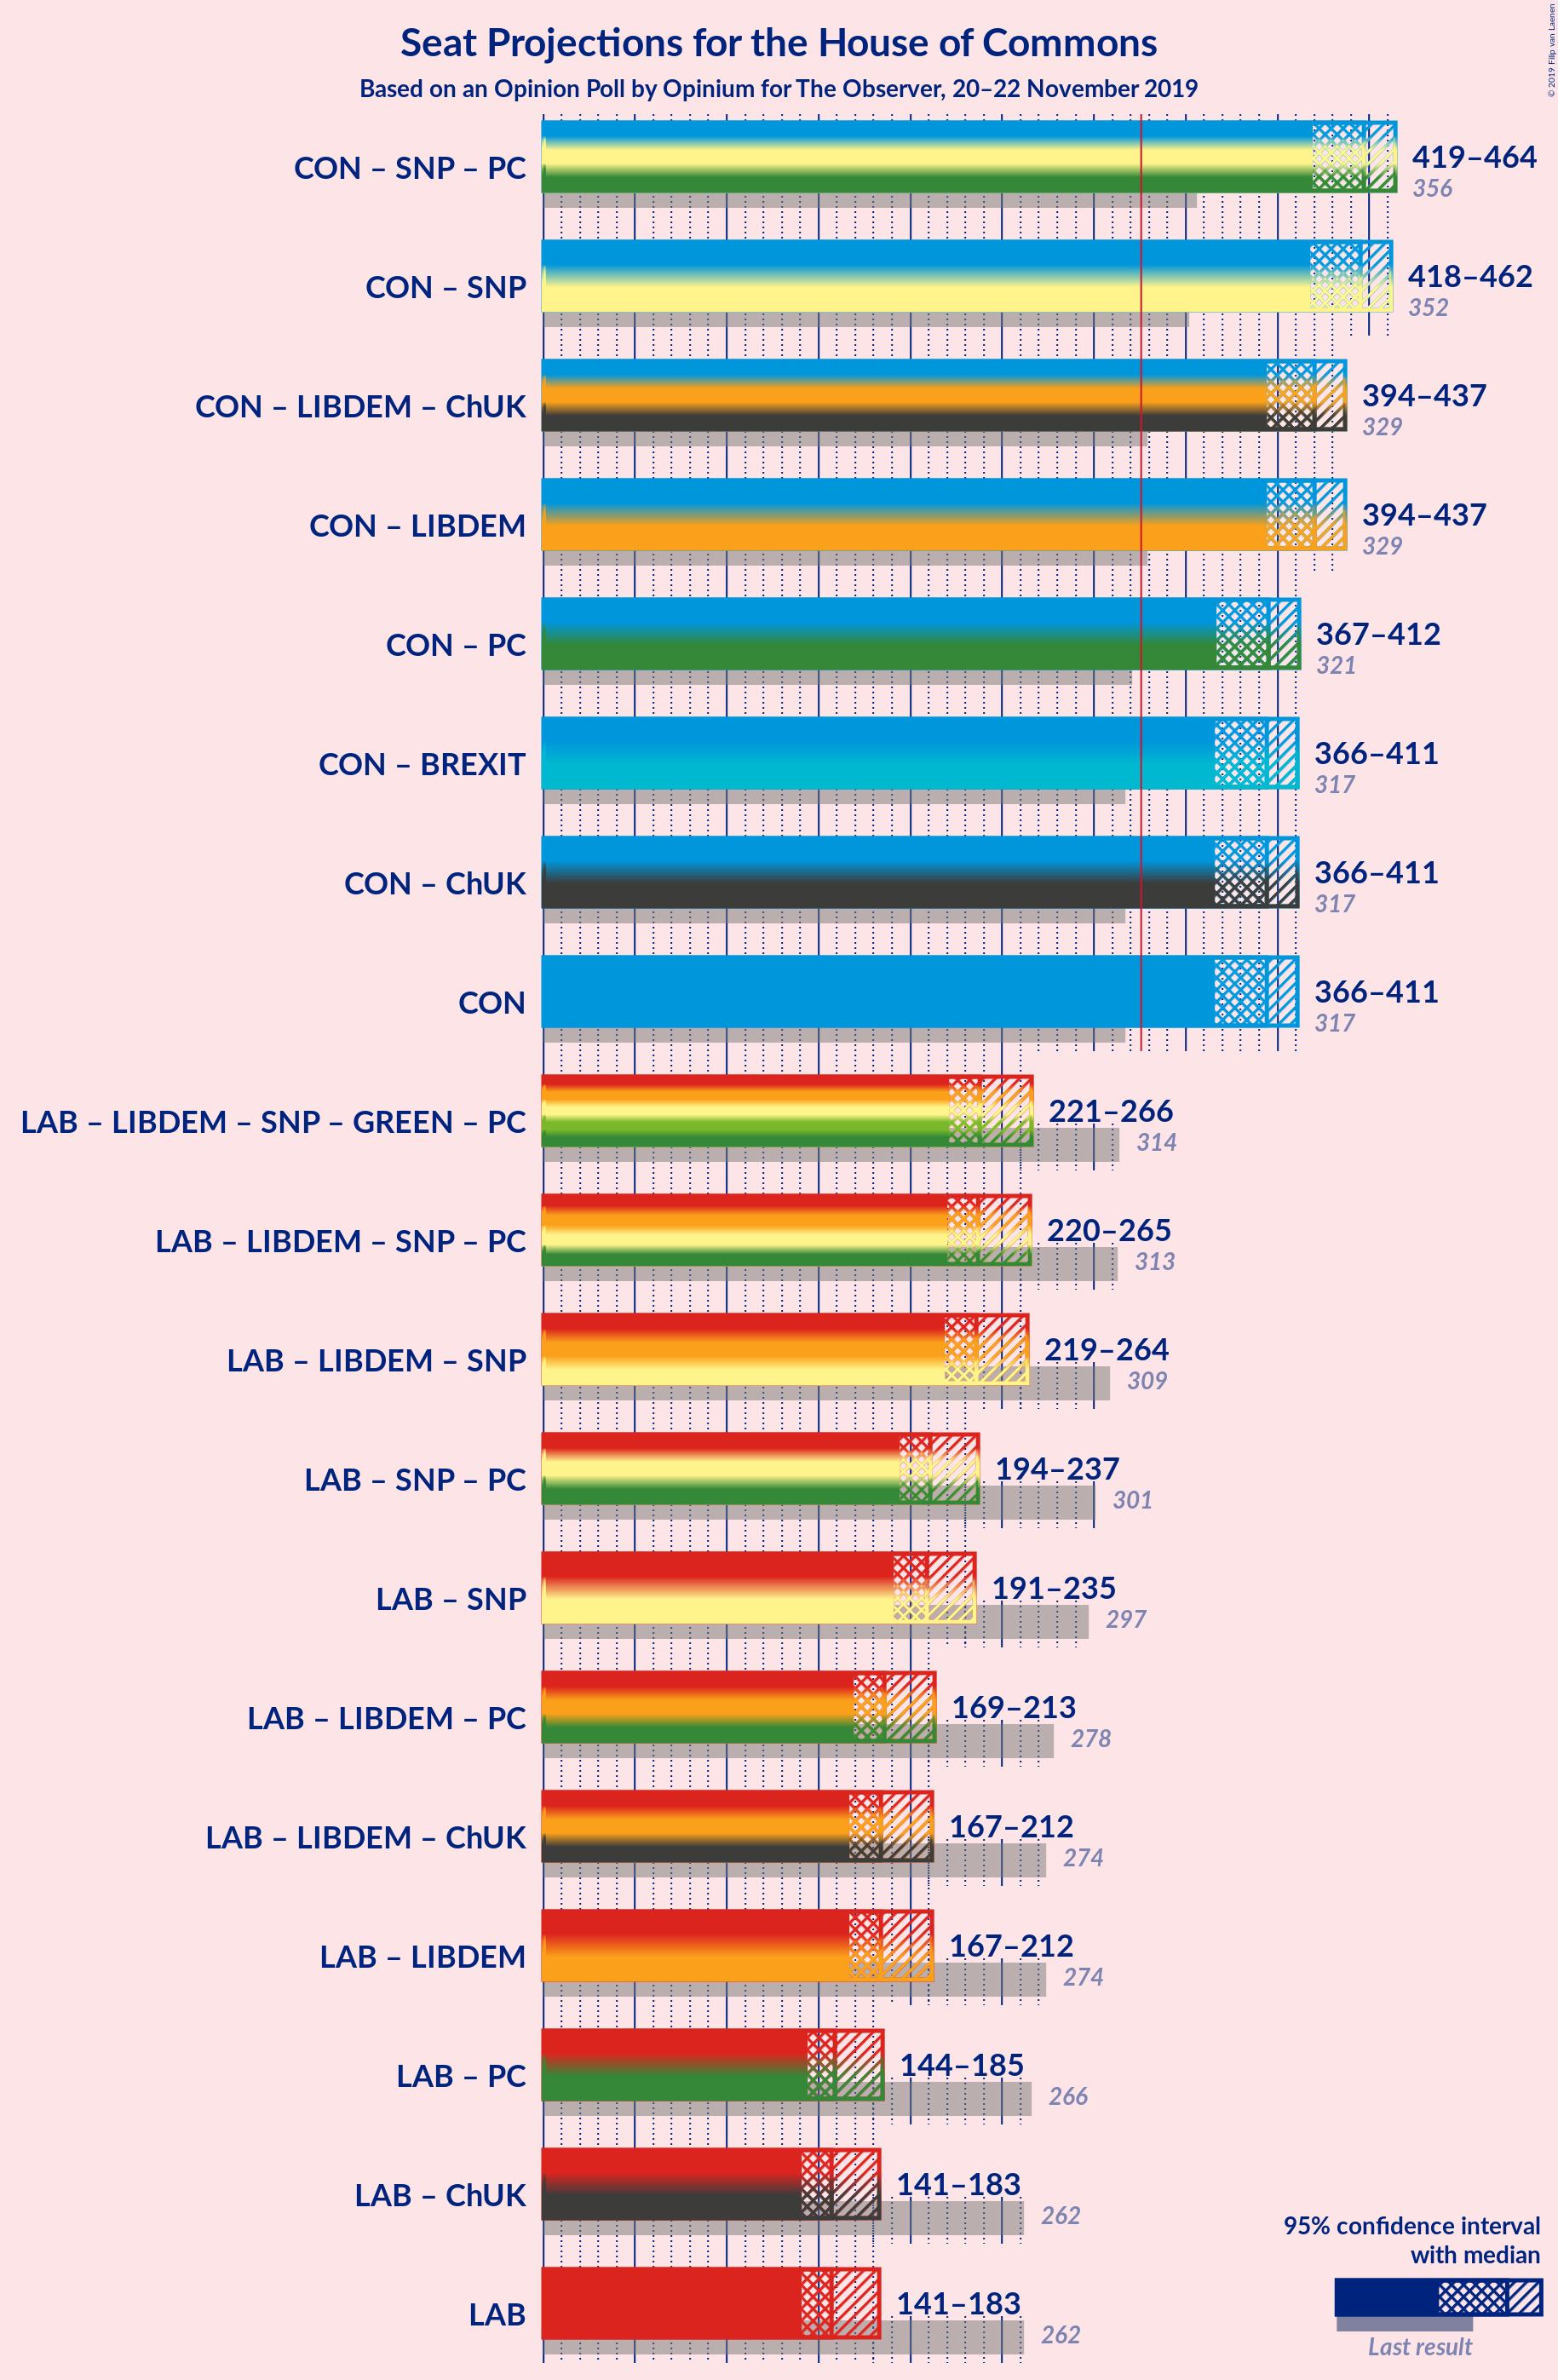 Seat Projections for the House of Commons
Based on an Opinion Poll by Opinium for The Observer, 20–22 November 2019
© 2019 Filip van Laenen
CON – SNP – PC
419–464
356
CON – SNP
418–462
352
CON – LIBDEM – ChUK
394–437
329
CON – LIBDEM
394–437
329
CON – PC
367–412
321
CON – BREXIT
366–411
317
CON – ChUK
366–411
317
CON
366–411
317
LAB – LIBDEM – SNP – GREEN – PC
221–266
314
LAB – LIBDEM – SNP – PC
220–265
313
LAB – LIBDEM – SNP
219–264
309
LAB – SNP – PC
194–237
301
LAB – SNP
191–235
297
LAB – LIBDEM – PC
169–213
278
LAB – LIBDEM – ChUK
167–212
274
LAB – LIBDEM
167–212
274
LAB – PC
144–185
266
LAB – ChUK
141–183
262
LAB
141–183
262
95% confidence interval
with median
Last result